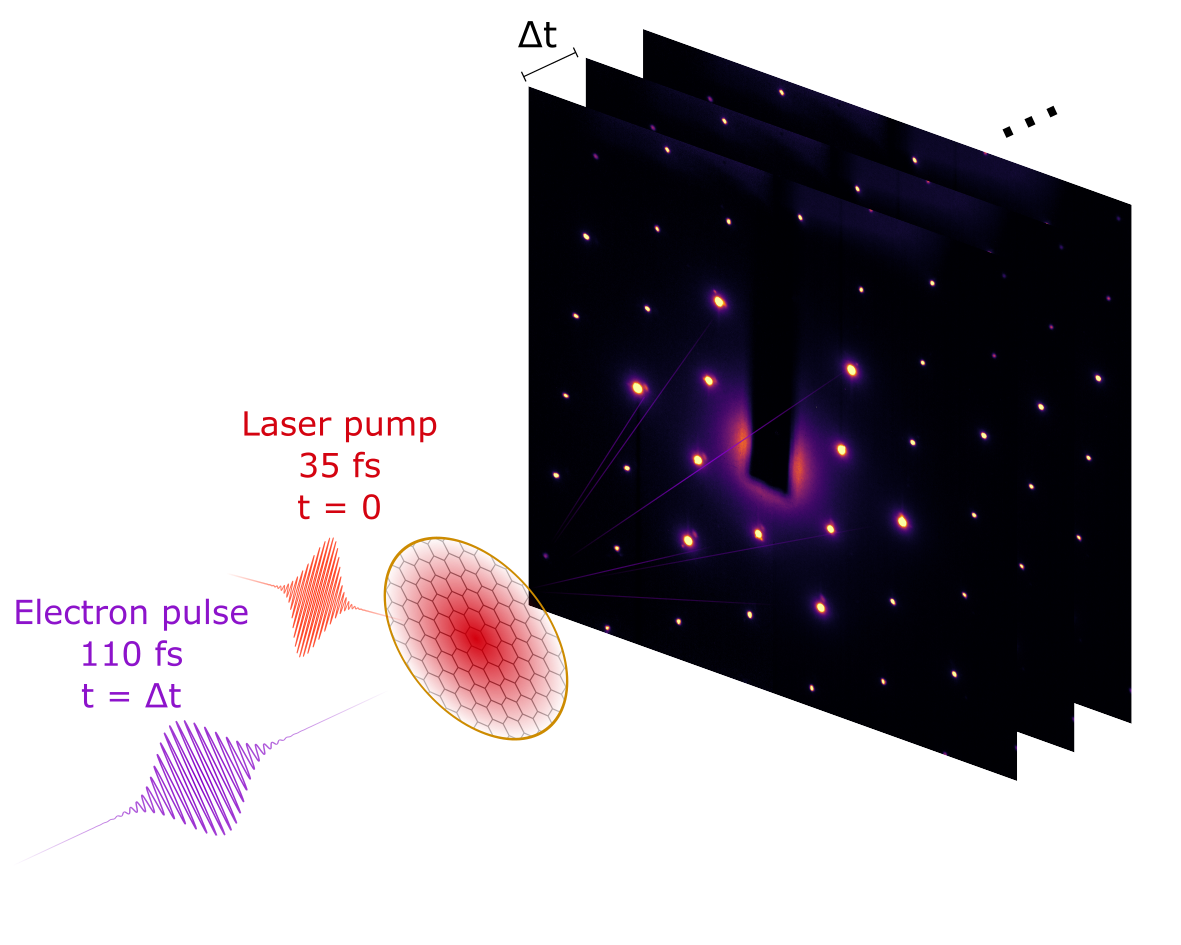 Δt
Laser pump
35 fs
t = 0
Electron pulse
110 fs
t = Δt